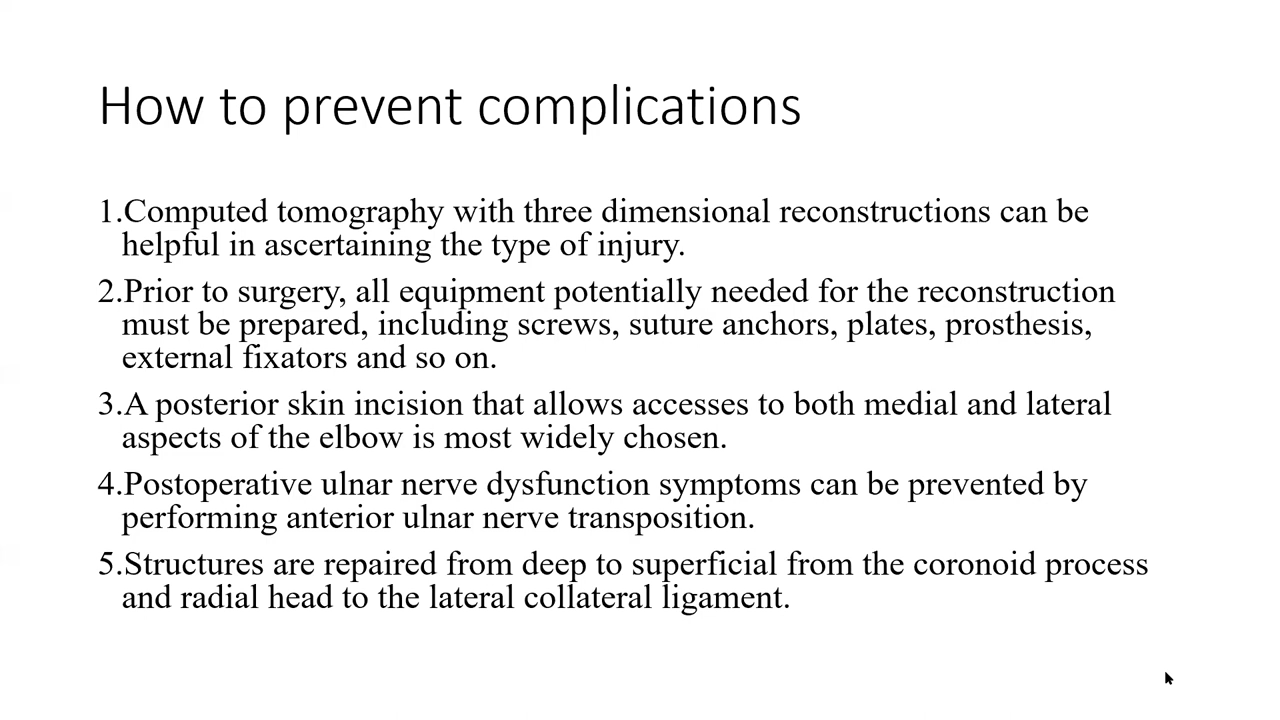 How to prevent complications
1.Computed tomography with three dimensional reconstructions can be
helpful in ascertaining the type of injury.
2.Prior to surgery, all equipment potentially needed for the reconstruction
must be prepared, including screws, suture anchors, plates, prosthesis,
external fixators and so on.
3.A posterior skin incision that allows accesses to both medial and lateral
aspects of the elbow is most widely chosen.
4.Postoperative ulnar nerve dysfunction symptoms can be prevented by
performing anterior ulnar nerve transposition.
5.Structures are repaired from deep to superficial from the coronoid process
and radial head to the lateral collateral ligament.